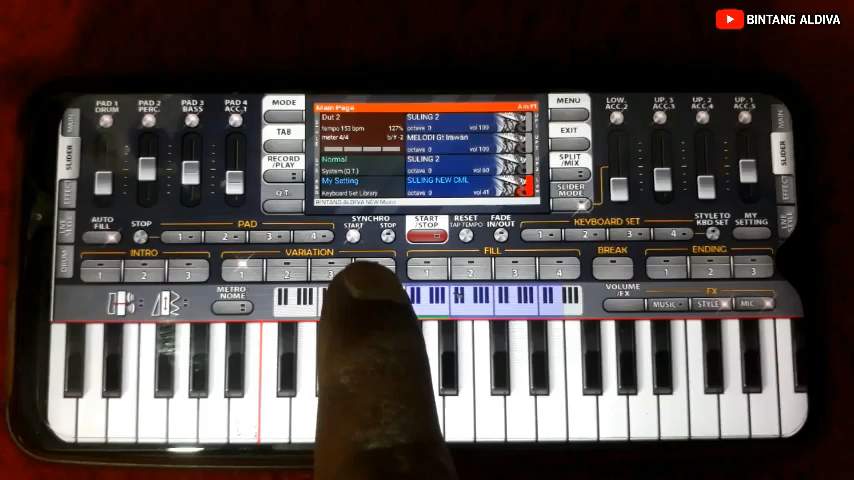 BINTANG ALDIVA
PAD 1
DRUM
PAD 2
PERC.
PAD 3
BASS
PAD 4
ACC.1
MODE
TAB
RECORD
/PLAY
Q.T.
Main Page
Dut 2
tempo 153 bpm 127%
meter 4/4
Normal
System (Q.T.)
My Setting
Keyboard Set Library
SULING 2
octave 0 vol 100
MELODI Gt Irawan
octave 0 vol 100
SULING 2
octave 0 vol 60
SULING NEW CML
octave 0 vol 41
BINTANG ALDIVA NEW Music
MENU
EXIT
SPLIT
/MIX
SLIDER
MODE
LOW.
ACC.2
UP. 3
ACC.3
UP. 2
ACC.4
UP. 1
ACC.5
MAIN
SLIDER
EFFECT
DRUM
MAIN
SLIDER
EFFECT
AUTO
FILL
STOP
PAD
1
2
3
4
SYNCHRO
START
STOP
START
/STOP
RESET
TAP TEMPO
FADE
IN/OUT
KEYBOARD SET
1
2
3
4
STYLE TO
KBD SET
MY
SETTING
INTRO
1
2
3
VARIATION
1
2
3
FILL
1
2
3
4
BREAK
ENDING
1
2
3
METRO
NOME
VOLUME
/FX
FX
MUSIC
STYLE
MIC